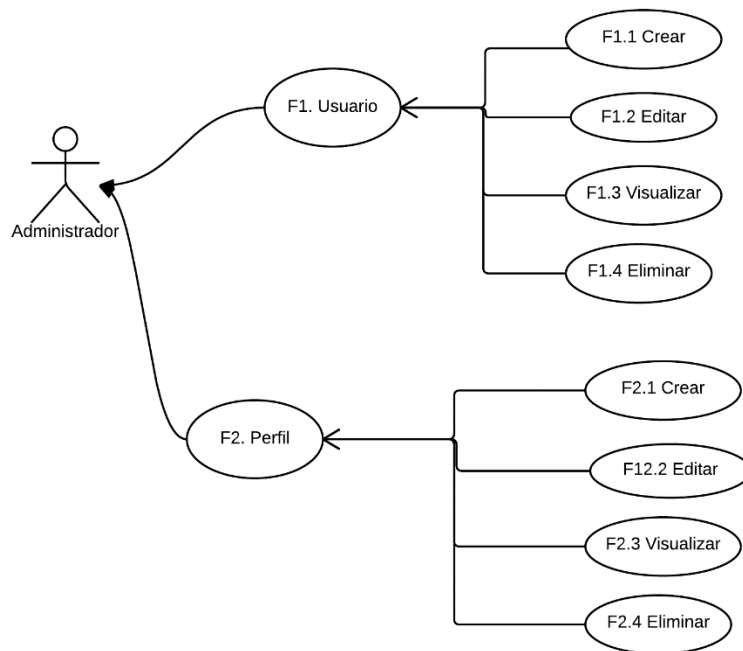 F1.1 Crear
F1. Usuario
F1.2 Editar
F1.3 Visualizar
Administrador
F1.4 Eliminar
F2.1 Crear
F2. Perfil
F12.2 Editar
F2.3 Visualizar
F2.4 Eliminar